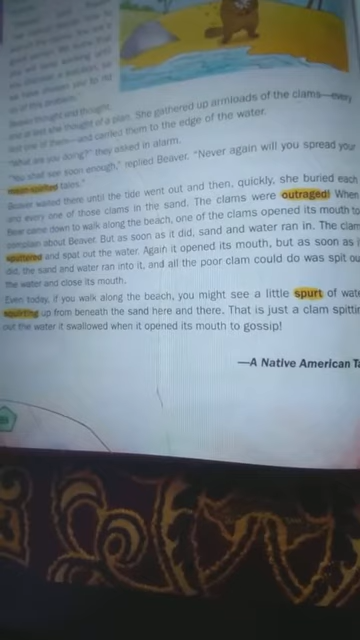 Beaver thought and thought,
and at last she thought of a plan. She gathered up armloads of the clams—every
last one of them—and carried them to the edge of the water.
"What are you doing?" they asked in alarm.
"You shall see soon enough," replied Beaver. "Never again will you spread your
mean-spirited tales."
Beaver waited there until the tide went out and then, quickly, she buried each
and every one of those clams in the sand. The clams were outraged! When
Bear came down to walk along the beach, one of the clams opened its mouth to
complain about Beaver. But as soon as it did, sand and water ran in. The clam
sputtered and spat out the water. Again it opened its mouth, but as soon as i
did, the sand and water ran into it, and all the poor clam could do was spit ou
the water and close its mouth.
Even today, if you walk along the beach, you might see a little spurt of wate
squirting up from beneath the sand here and there. That is just a clam spittin
out the water it swallowed when it opened its mouth to gossip!
—A Native American Ta